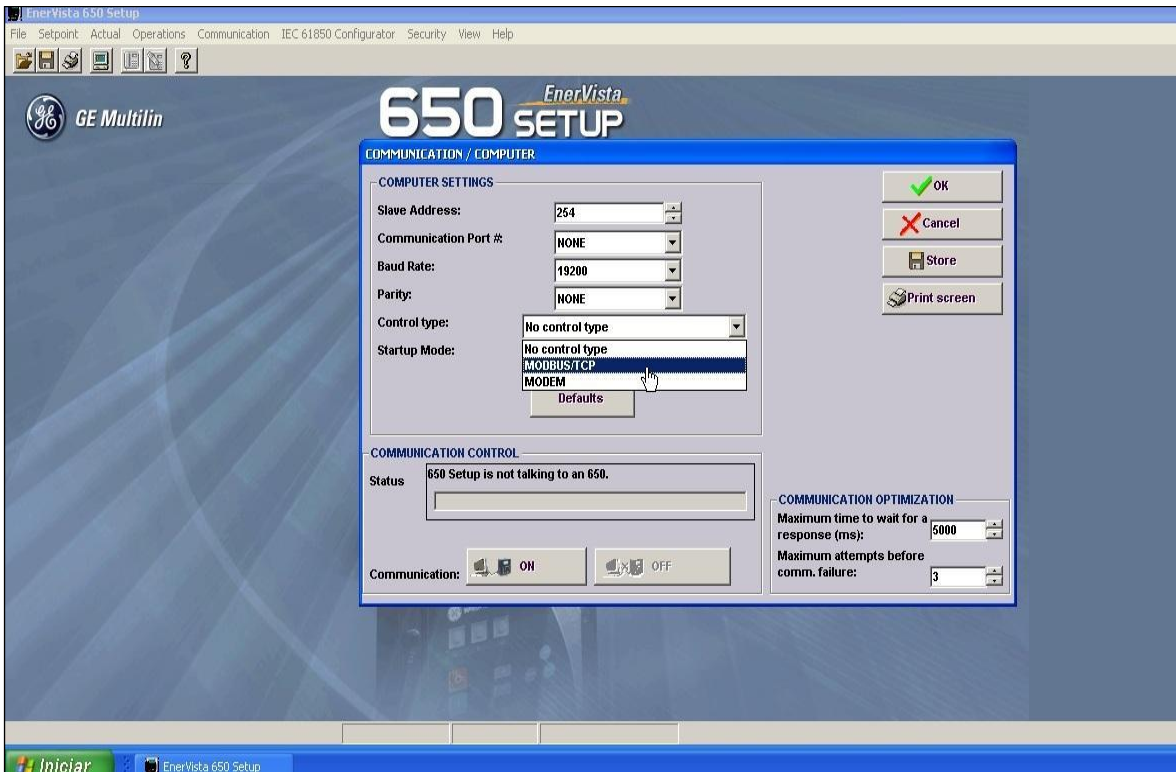 EnerVista 650 Setup
File Setpoint Actual Operations Communication IEC 61850 Configurator Security View Help
GE Multilin
650 EnerVista
SETUP
COMMUNICATION / COMPUTER
COMPUTER SETTINGS
Slave Address: 254
Communication Port #: NONE
Baud Rate: 19200
Parity: NONE
Control type: No control type
Startup Mode: No control type
MODBUS/TCP
MODEM
Defaults
OK
Cancel
Store
Print screen
COMMUNICATION CONTROL
Status 650 Setup is not talking to an 650.
Communication: ON OFF
COMMUNICATION OPTIMIZATION
Maximum time to wait for a
response (ms): 5000
Maximum attempts before
comm. failure: 3
Iniciar EnerVista 650 Setup